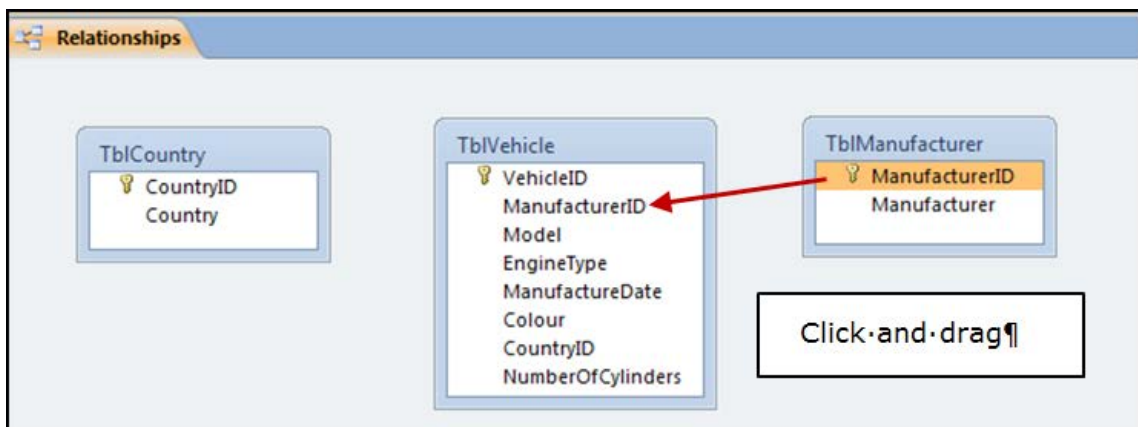 Relationships
TblCountry
CountryID
Country
TblVehicle
VehicleID
ManufacturerID
Model
EngineType
ManufactureDate
Colour
CountryID
NumberOfCylinders
TblManufacturer
ManufacturerID
Manufacturer
Click·and·drag¶